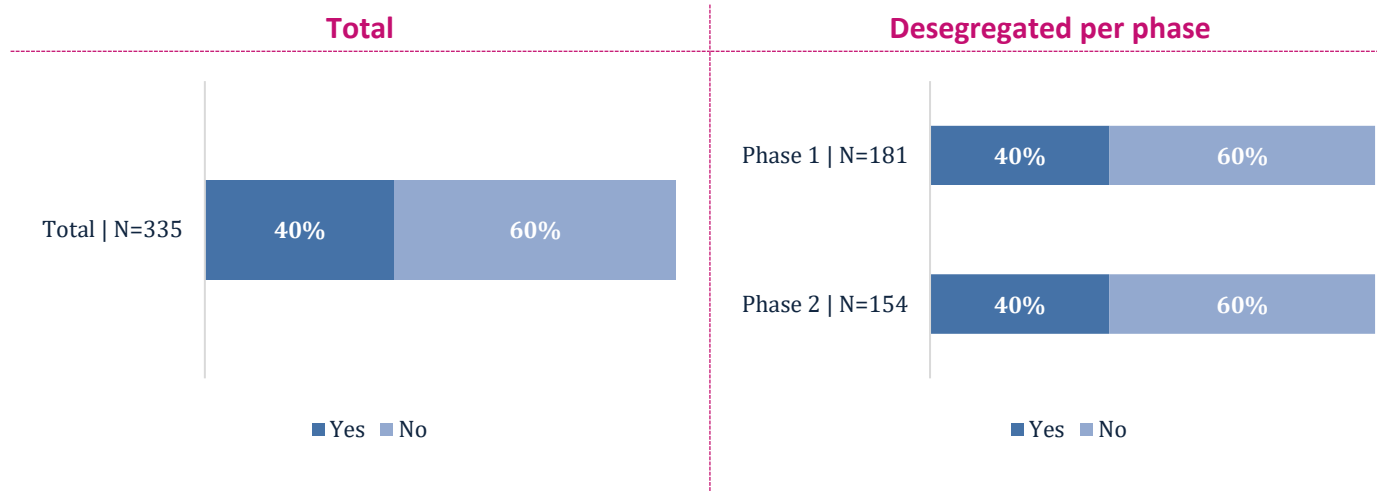 Total
Total | N=335
40%
60%
Yes
No
Desegregated per phase
Phase 1 | N=181
40%
60%
Phase 2 | N=154
40%
60%
Yes
No